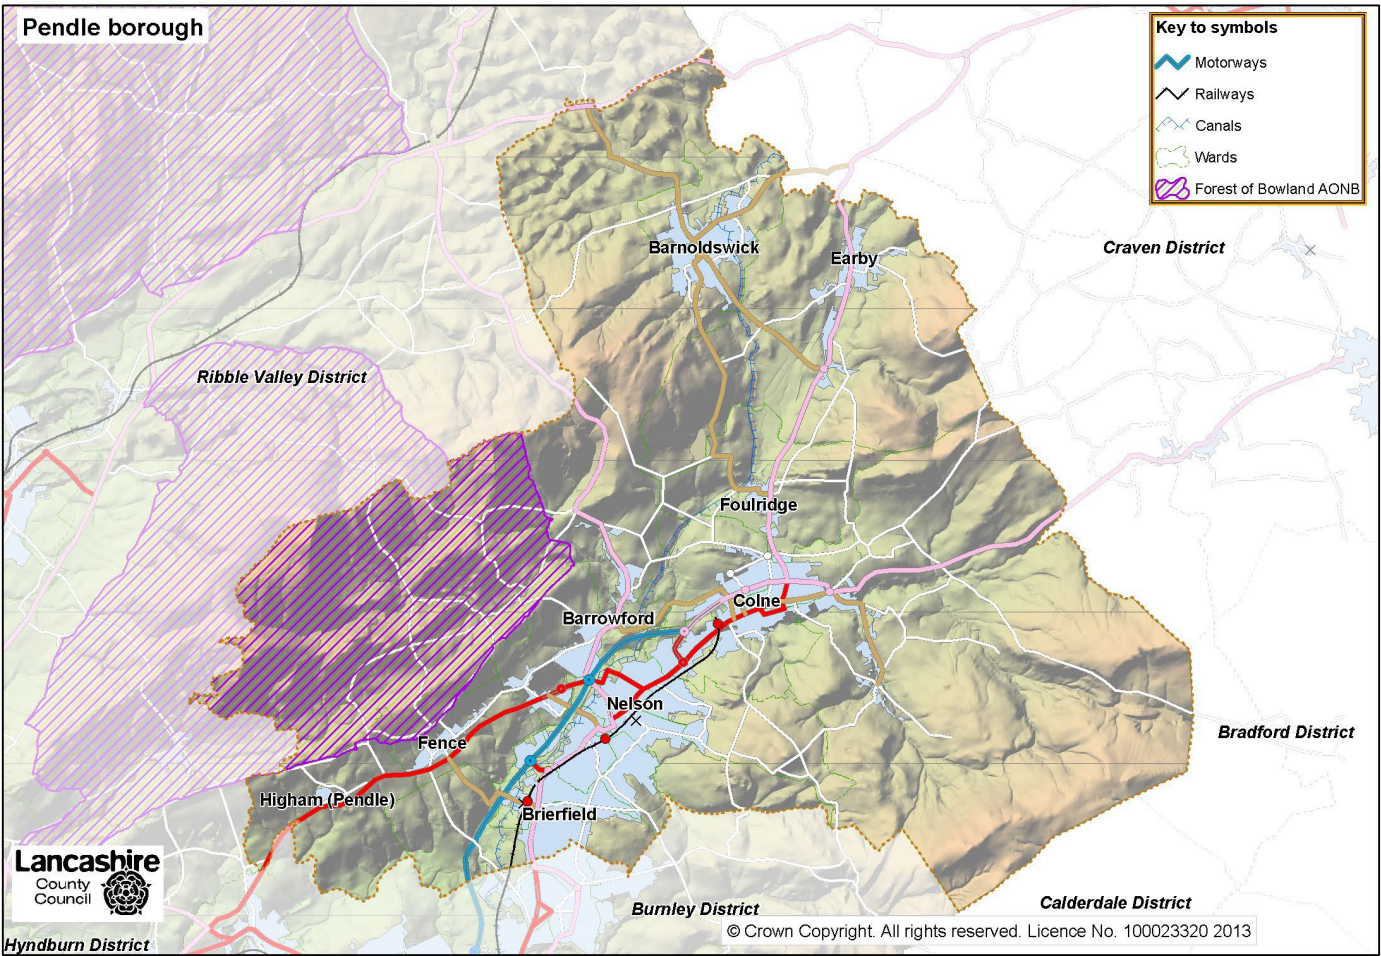 Pendle borough
Key to symbols
Motorways
Railways
Canals
Wards
Forest of Bowland AONB
Barnoldswick
Earby
Craven District
Ribble Valley District
Foulridge
Colne
Barrowford
Nelson
Bradford District
Fence
Higham (Pendle)
Brierfield
Lancashire
County
Council
Burnley District
Calderdale District
© Crown Copyright. All rights reserved. Licence No. 100023320 2013
Hyndburn District